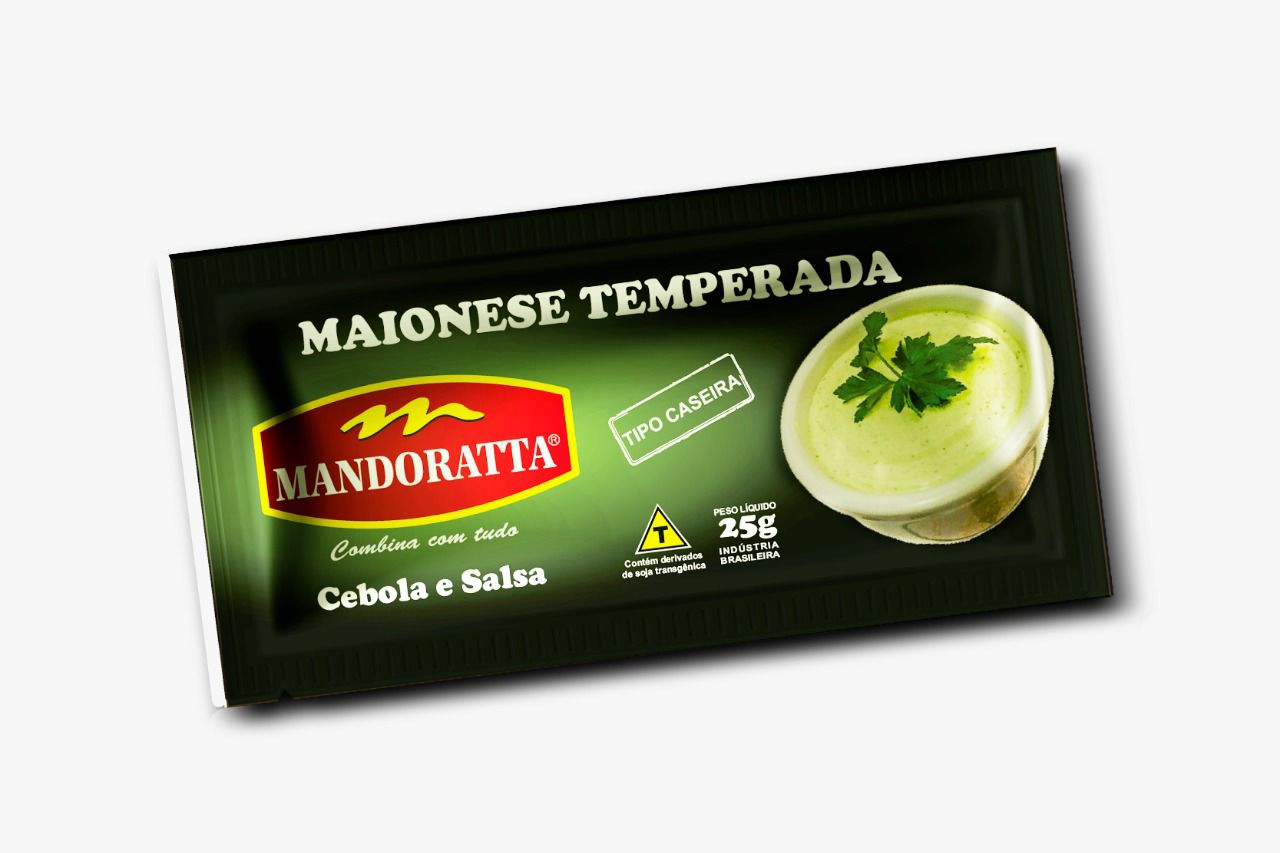 MAIONESE TEMPERADA
TIPO CASEIRA
MANDORATTA®
Combina com tudo
Cebola e Salsa
T
Contém derivados
de soja transgênica
PESO LÍQUIDO
25g
INDÚSTRIA
BRASILEIRA